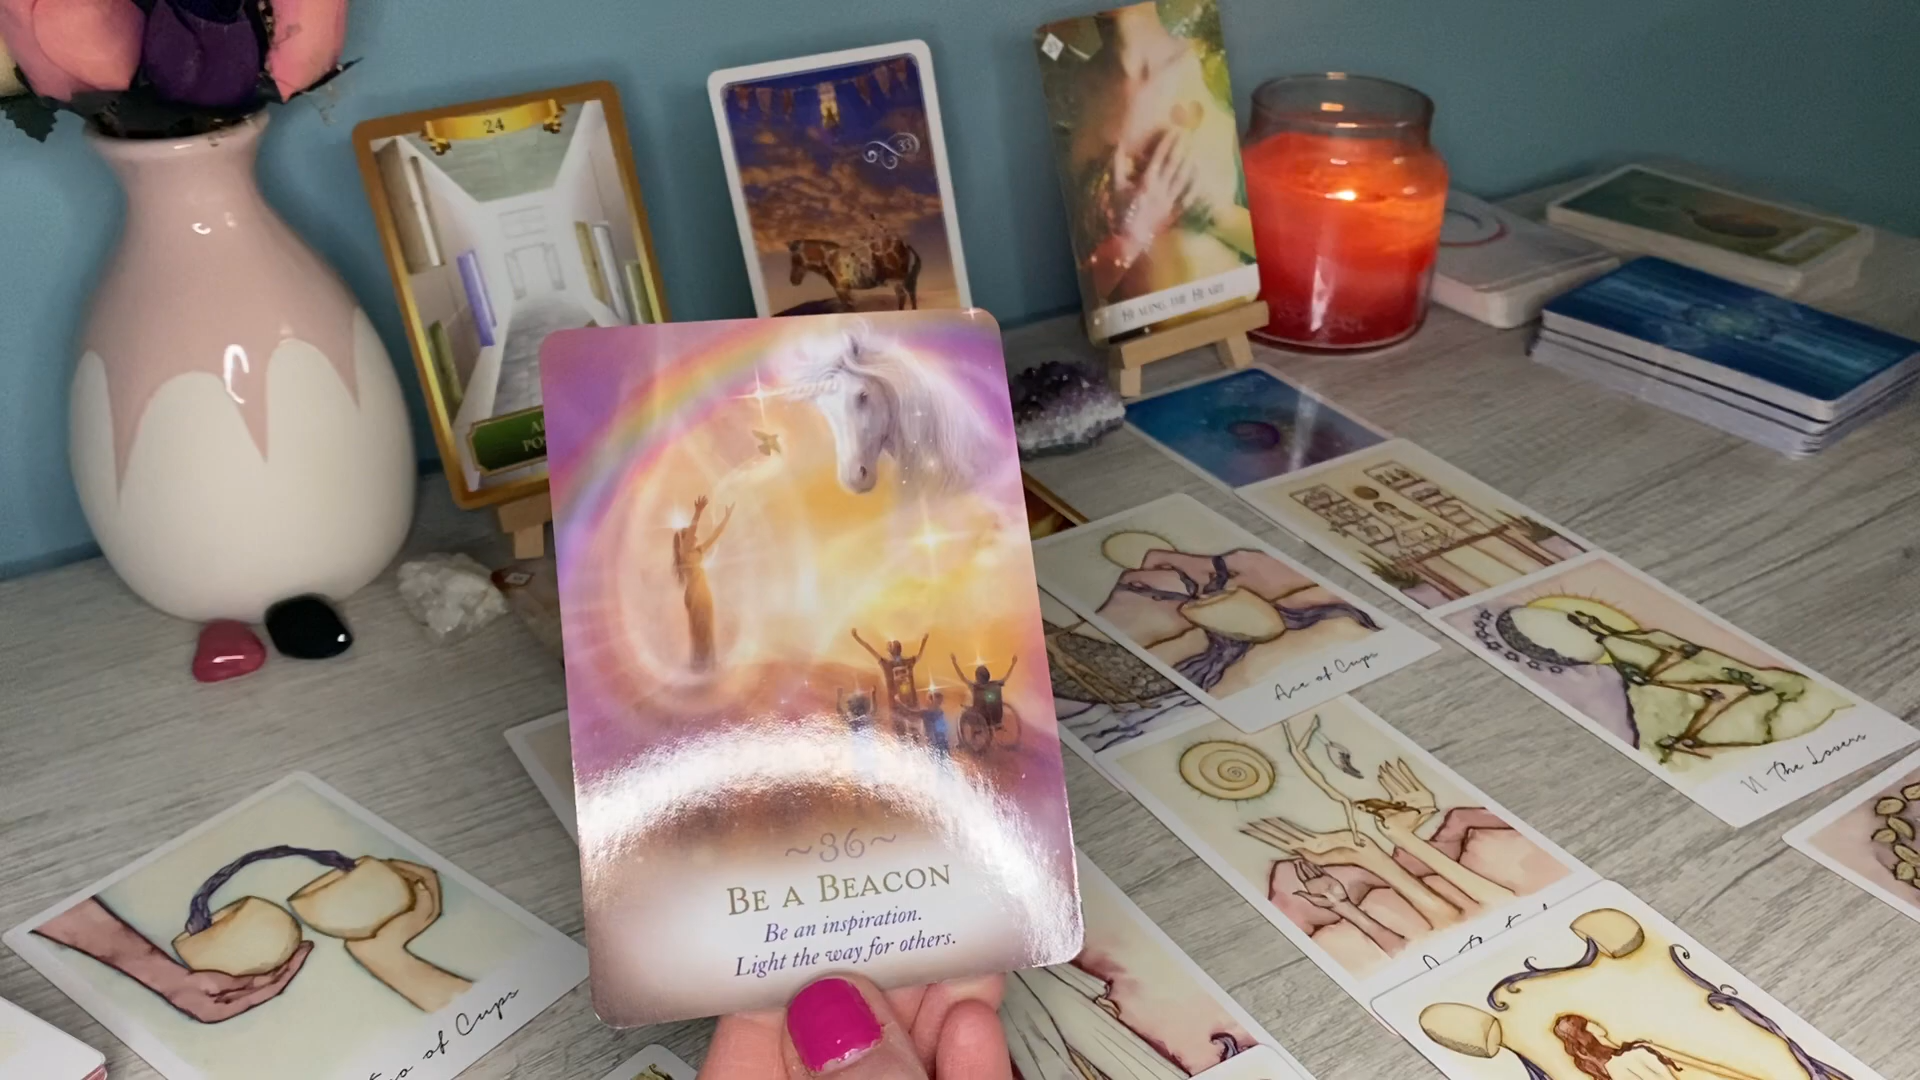 24
33
HEALING THE HEART
~36~
BE A BEACON
Be an inspiration.
Light the way for others.
Ace of Cups
VI The Lovers
of Cups